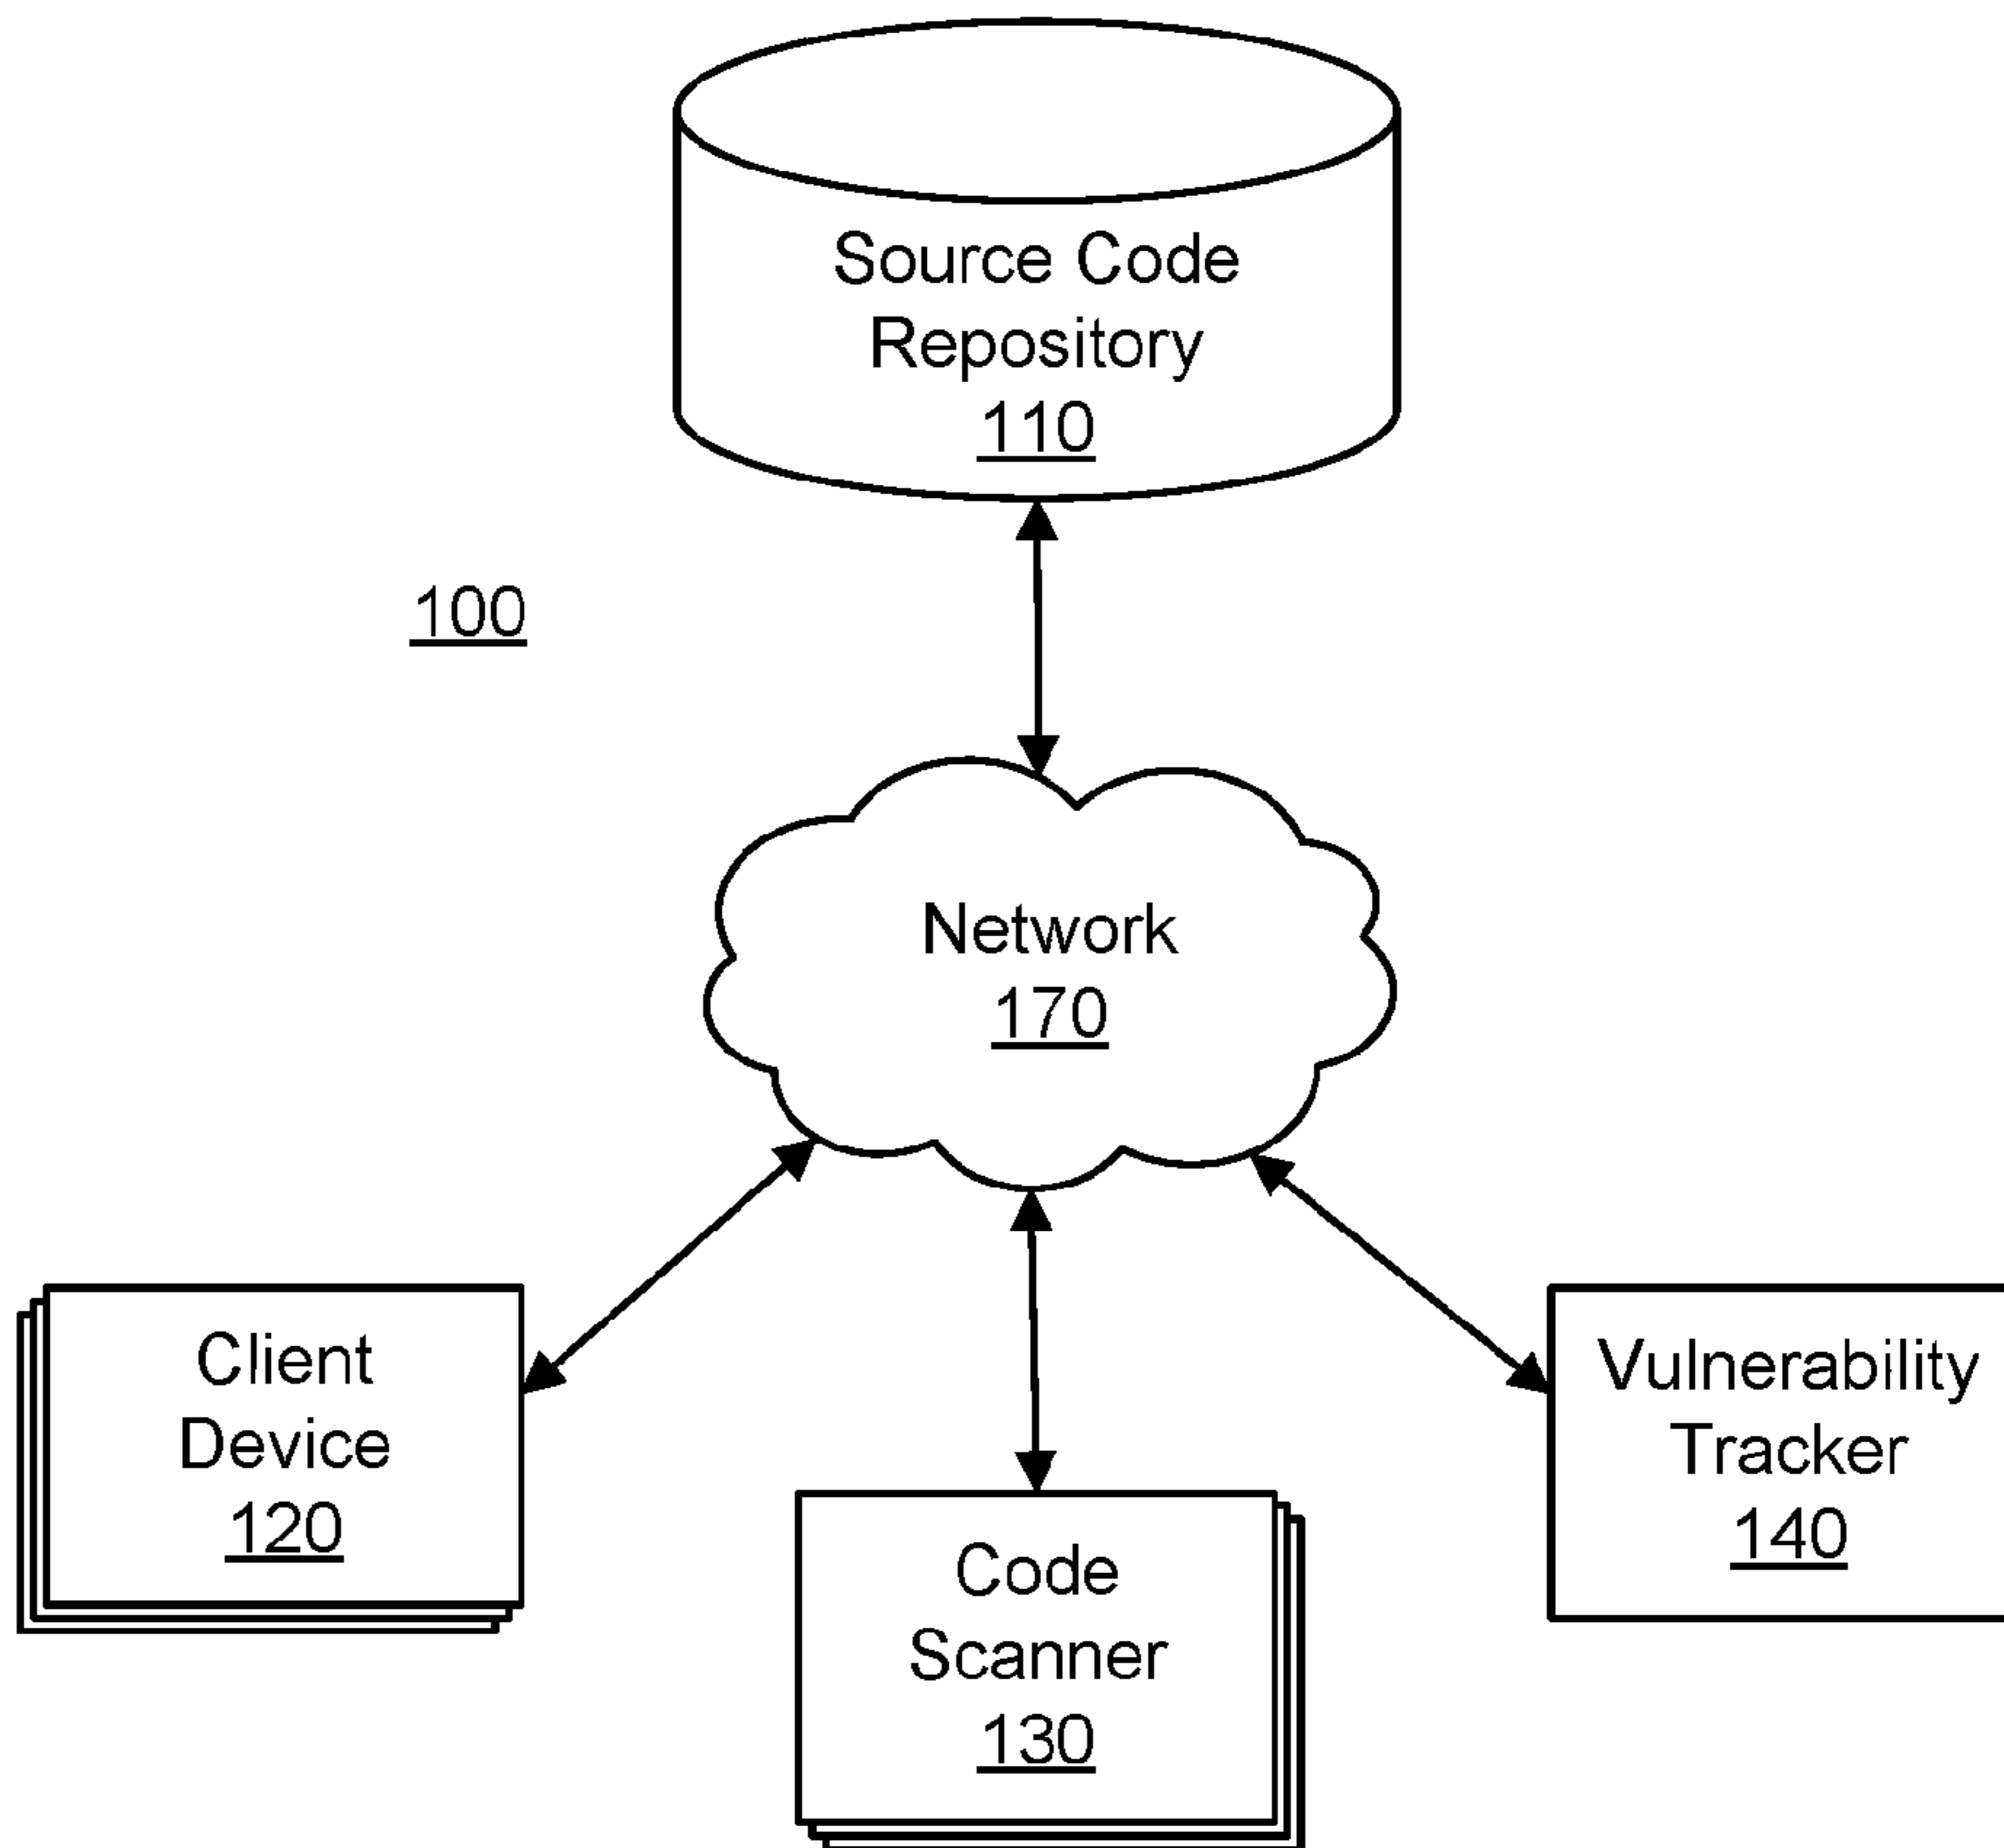 Source Code
Repository
110
100
Network
170
Client
Device
120
Code
Scanner
130
Vulnerability
Tracker
140